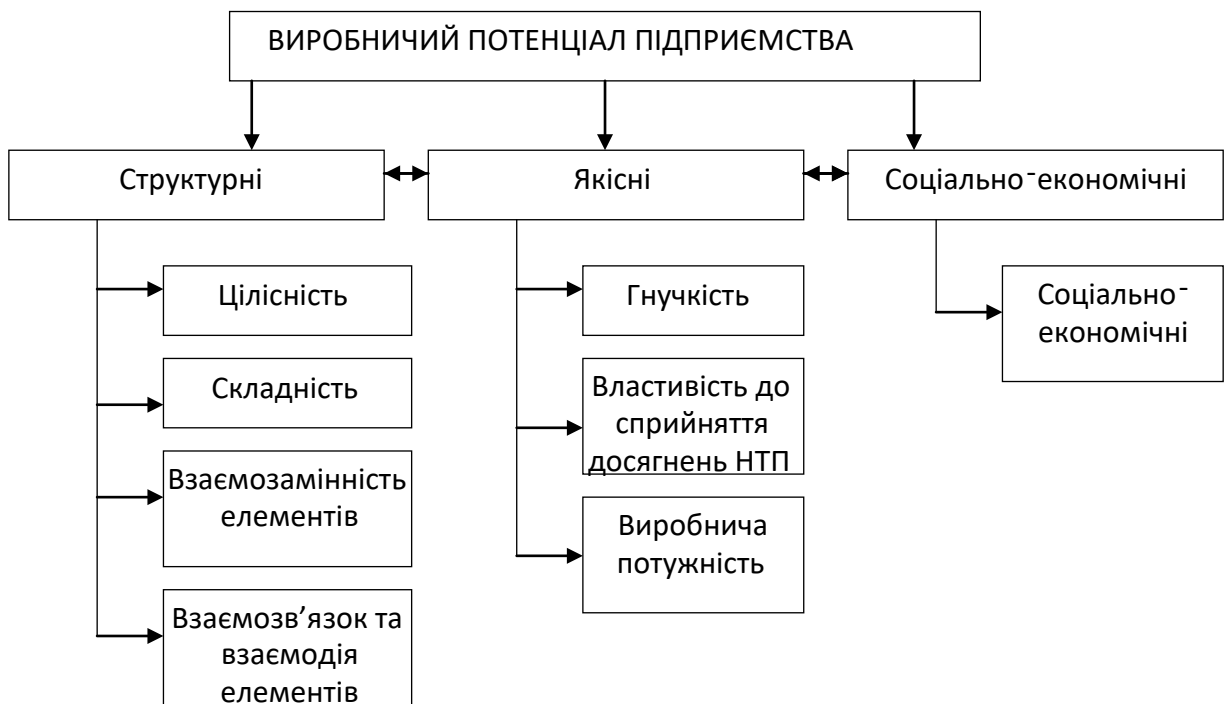 ВИРОБНИЧИЙ ПОТЕНЦІАЛ ПІДПРИЄМСТВА
Структурні
Якісні
Соціально-економічні
Цілісність
Складність
Взаємозамінність
елементів
Взаємозв’язок та
взаємодія
елементів
Гнучкість
Властивість до
сприйняття
досягнень НТП
Виробнича
потужність
Соціально-
економічні